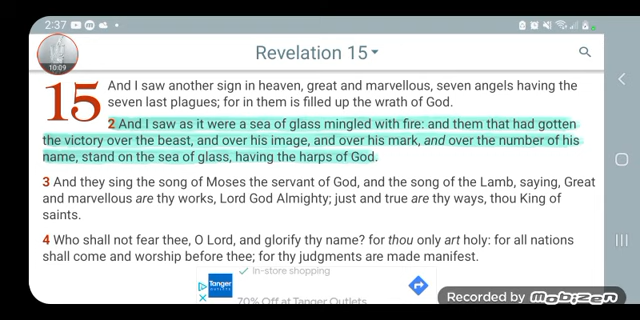 2:37
10:09
Revelation 15
15
And I saw another sign in heaven, great and marvellous, seven angels having the
seven last plagues; for in them is filled up the wrath of God.
2 And I saw as it were a sea of glass mingled with fire: and them that had gotten
the victory over the beast, and over his image, and over his mark, and over the number of his
name, stand on the sea of glass, having the harps of God.
3 And they sing the song of Moses the servant of God, and the song of the Lamb, saying, Great
and marvellous are thy works, Lord God Almighty; just and true are thy ways, thou King of
saints.
4 Who shall not fear thee, O Lord, and glorify thy name? for thou only art holy: for all nations
shall come and worship before thee; for thy judgments are made manifest.
In-store shopping
Tanger
OUTLETS
70% Off at Tanger Outlets
Recorded by Mobizen